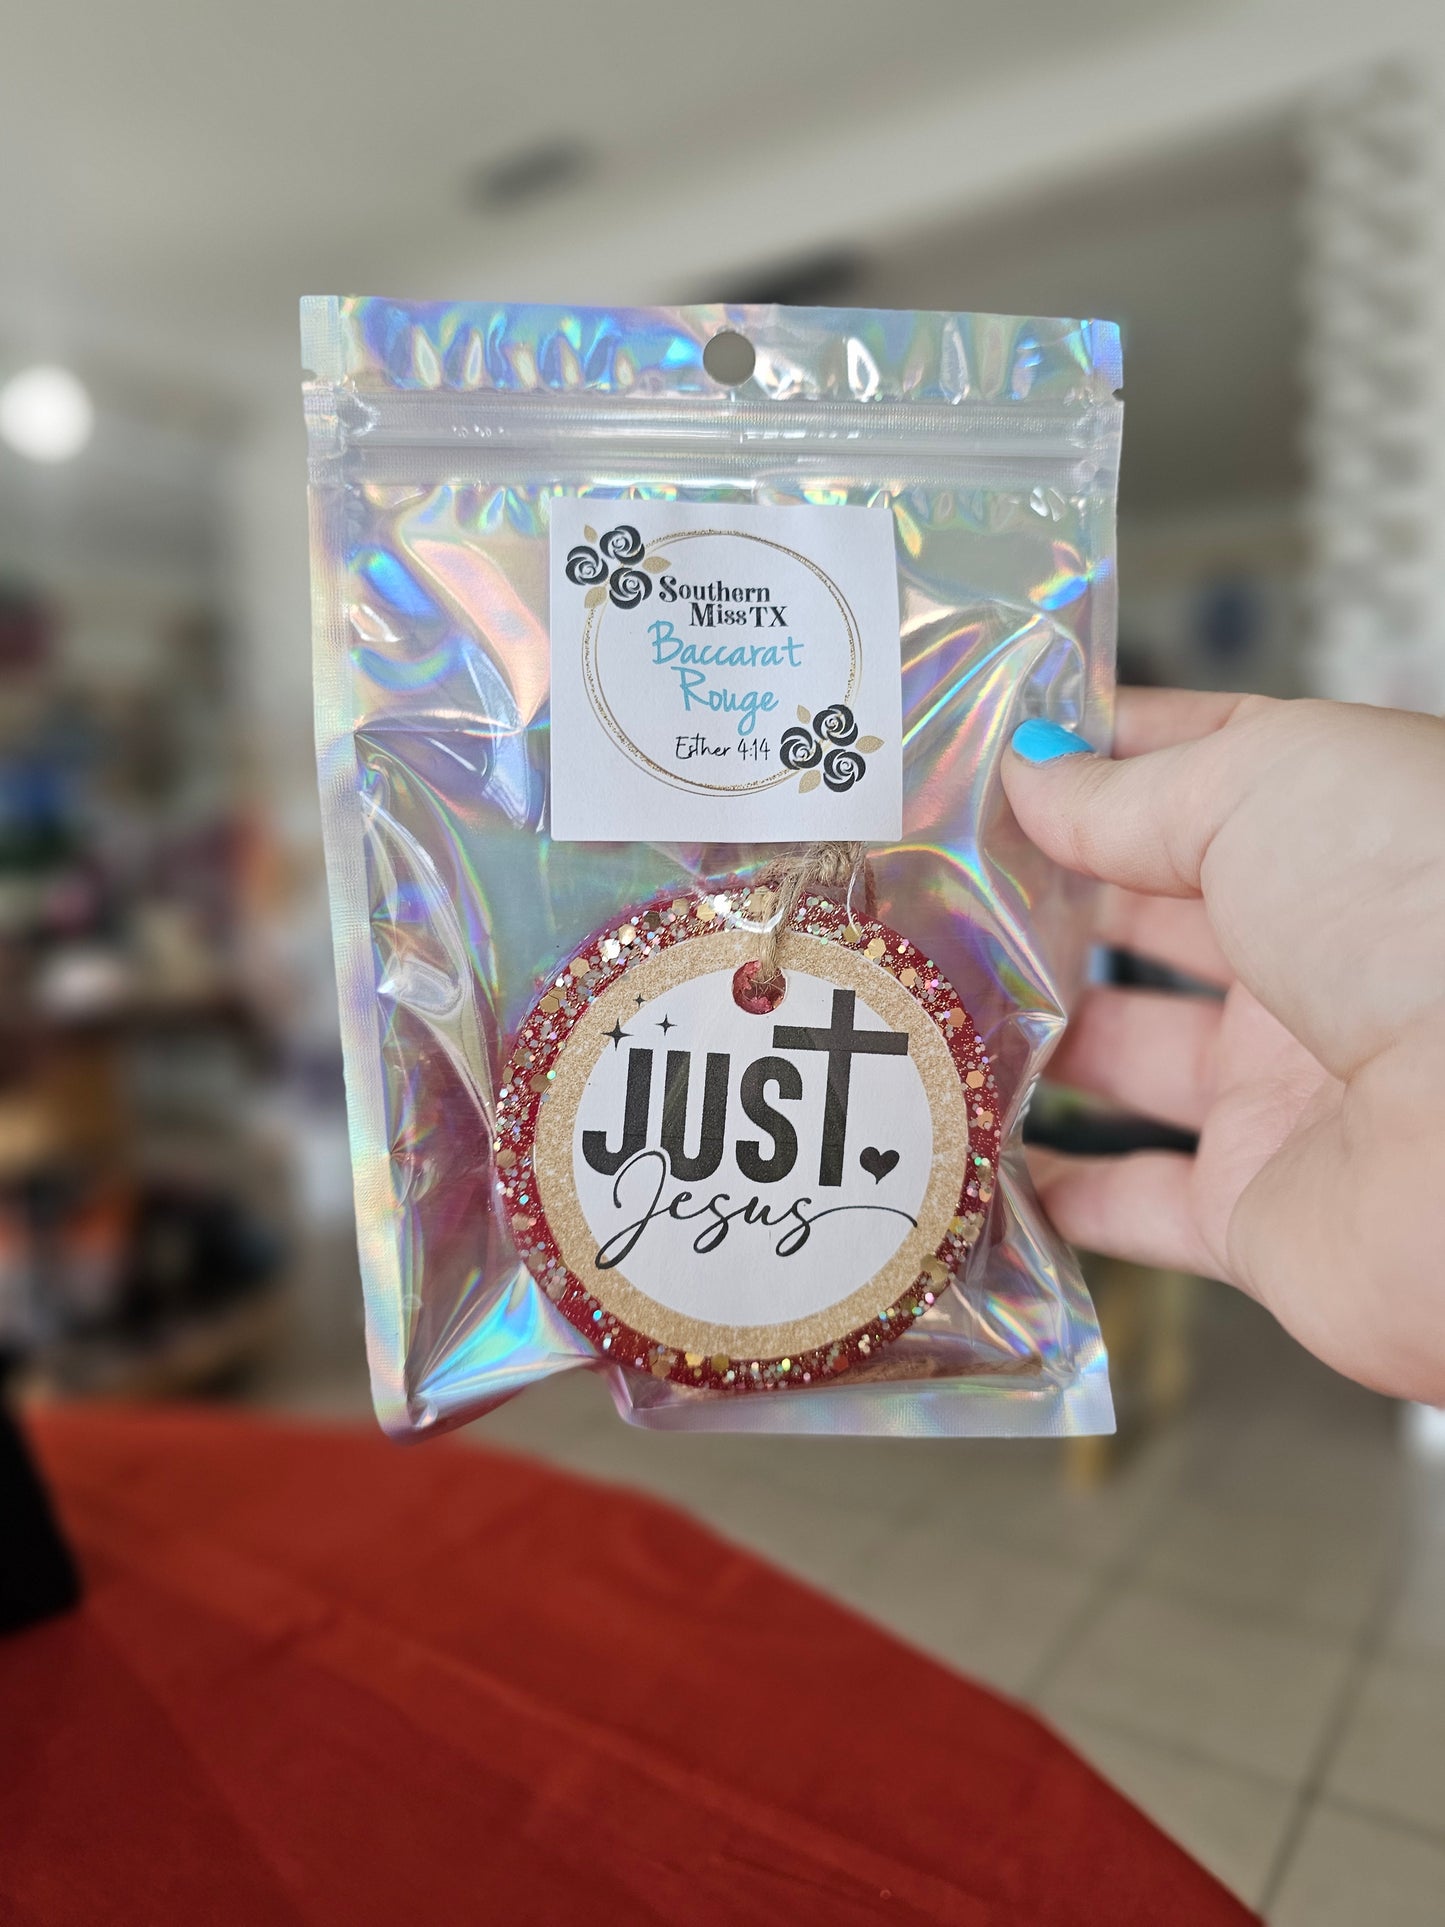 Southern
Miss TX
Baccarat
Rouge
Esther 4:14
JUST
Jesus